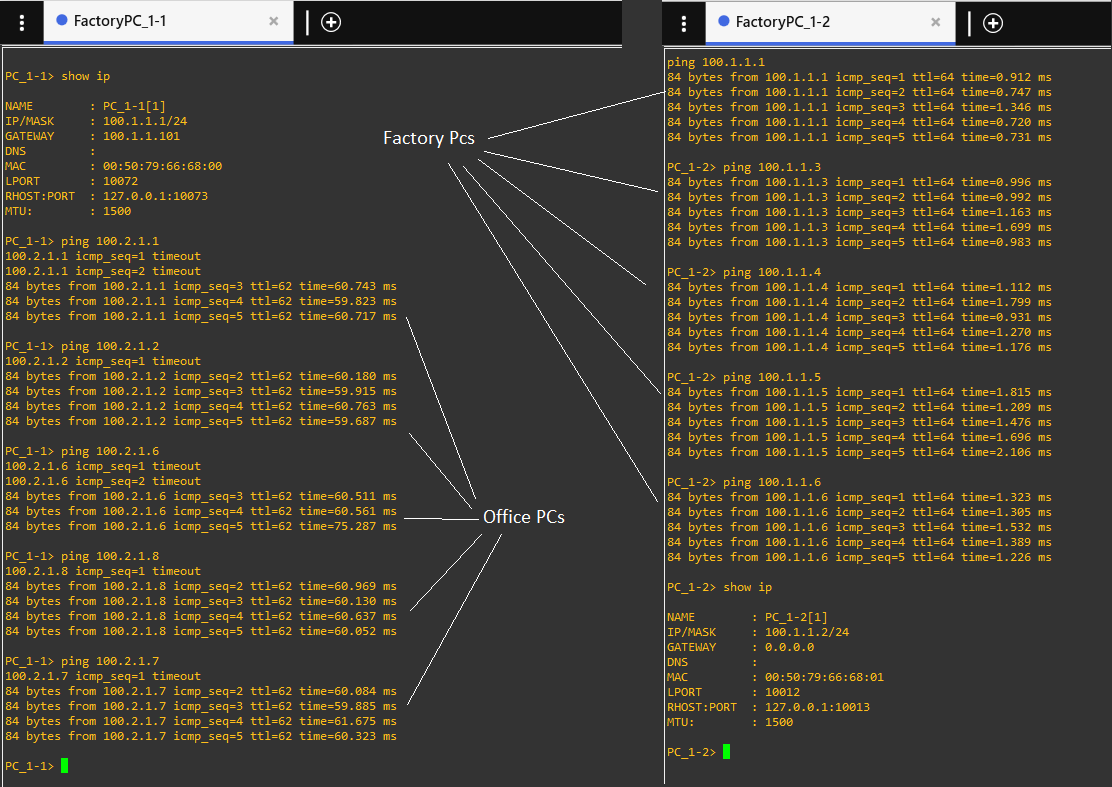 FactoryPC_1-1
PC_1-1> show ip
NAME : PC_1-1[1]
IP/MASK : 100.1.1.1/24
GATEWAY : 100.1.1.101
DNS :
MAC : 00:50:79:66:68:00
LPORT : 10072
RHOST:PORT : 127.0.0.1:10073
MTU: : 1500
PC_1-1> ping 100.2.1.1
100.2.1.1 icmp_seq=1 timeout
100.2.1.1 icmp_seq=2 timeout
84 bytes from 100.2.1.1 icmp_seq=3 ttl=62 time=60.743 ms
84 bytes from 100.2.1.1 icmp_seq=4 ttl=62 time=59.823 ms
84 bytes from 100.2.1.1 icmp_seq=5 ttl=62 time=60.717 ms
PC_1-1> ping 100.2.1.2
100.2.1.2 icmp_seq=1 timeout
84 bytes from 100.2.1.2 icmp_seq=2 ttl=62 time=60.180 ms
84 bytes from 100.2.1.2 icmp_seq=3 ttl=62 time=59.915 ms
84 bytes from 100.2.1.2 icmp_seq=4 ttl=62 time=60.763 ms
84 bytes from 100.2.1.2 icmp_seq=5 ttl=62 time=59.687 ms
PC_1-1> ping 100.2.1.6
100.2.1.6 icmp_seq=1 timeout
100.2.1.6 icmp_seq=2 timeout
84 bytes from 100.2.1.6 icmp_seq=3 ttl=62 time=60.511 ms
84 bytes from 100.2.1.6 icmp_seq=4 ttl=62 time=60.561 ms
84 bytes from 100.2.1.6 icmp_seq=5 ttl=62 time=75.287 ms
PC_1-1> ping 100.2.1.8
100.2.1.8 icmp_seq=1 timeout
84 bytes from 100.2.1.8 icmp_seq=2 ttl=62 time=60.969 ms
84 bytes from 100.2.1.8 icmp_seq=3 ttl=62 time=60.130 ms
84 bytes from 100.2.1.8 icmp_seq=4 ttl=62 time=60.637 ms
84 bytes from 100.2.1.8 icmp_seq=5 ttl=62 time=60.052 ms
PC_1-1> ping 100.2.1.7
100.2.1.7 icmp_seq=1 timeout
84 bytes from 100.2.1.7 icmp_seq=2 ttl=62 time=60.084 ms
84 bytes from 100.2.1.7 icmp_seq=3 ttl=62 time=59.885 ms
84 bytes from 100.2.1.7 icmp_seq=4 ttl=62 time=61.675 ms
84 bytes from 100.2.1.7 icmp_seq=5 ttl=62 time=60.323 ms
PC_1-1>
Factory Pcs
Office PCs
FactoryPC_1-2
ping 100.1.1.1
84 bytes from 100.1.1.1 icmp_seq=1 ttl=64 time=0.912 ms
84 bytes from 100.1.1.1 icmp_seq=2 ttl=64 time=0.747 ms
84 bytes from 100.1.1.1 icmp_seq=3 ttl=64 time=1.346 ms
84 bytes from 100.1.1.1 icmp_seq=4 ttl=64 time=0.720 ms
84 bytes from 100.1.1.1 icmp_seq=5 ttl=64 time=0.731 ms
PC_1-2> ping 100.1.1.3
84 bytes from 100.1.1.3 icmp_seq=1 ttl=64 time=0.996 ms
84 bytes from 100.1.1.3 icmp_seq=2 ttl=64 time=0.992 ms
84 bytes from 100.1.1.3 icmp_seq=3 ttl=64 time=1.163 ms
84 bytes from 100.1.1.3 icmp_seq=4 ttl=64 time=1.699 ms
84 bytes from 100.1.1.3 icmp_seq=5 ttl=64 time=0.983 ms
PC_1-2> ping 100.1.1.4
84 bytes from 100.1.1.4 icmp_seq=1 ttl=64 time=1.112 ms
84 bytes from 100.1.1.4 icmp_seq=2 ttl=64 time=1.799 ms
84 bytes from 100.1.1.4 icmp_seq=3 ttl=64 time=0.931 ms
84 bytes from 100.1.1.4 icmp_seq=4 ttl=64 time=1.270 ms
84 bytes from 100.1.1.4 icmp_seq=5 ttl=64 time=1.176 ms
PC_1-2> ping 100.1.1.5
84 bytes from 100.1.1.5 icmp_seq=1 ttl=64 time=1.815 ms
84 bytes from 100.1.1.5 icmp_seq=2 ttl=64 time=1.209 ms
84 bytes from 100.1.1.5 icmp_seq=3 ttl=64 time=1.476 ms
84 bytes from 100.1.1.5 icmp_seq=4 ttl=64 time=1.696 ms
84 bytes from 100.1.1.5 icmp_seq=5 ttl=64 time=2.106 ms
PC_1-2> ping 100.1.1.6
84 bytes from 100.1.1.6 icmp_seq=1 ttl=64 time=1.323 ms
84 bytes from 100.1.1.6 icmp_seq=2 ttl=64 time=1.305 ms
84 bytes from 100.1.1.6 icmp_seq=3 ttl=64 time=1.532 ms
84 bytes from 100.1.1.6 icmp_seq=4 ttl=64 time=1.389 ms
84 bytes from 100.1.1.6 icmp_seq=5 ttl=64 time=1.226 ms
PC_1-2> show ip
NAME : PC_1-2[1]
IP/MASK : 100.1.1.2/24
GATEWAY : 0.0.0.0
DNS :
MAC : 00:50:79:66:68:01
LPORT : 10012
RHOST:PORT : 127.0.0.1:10013
MTU: : 1500
PC_1-2>